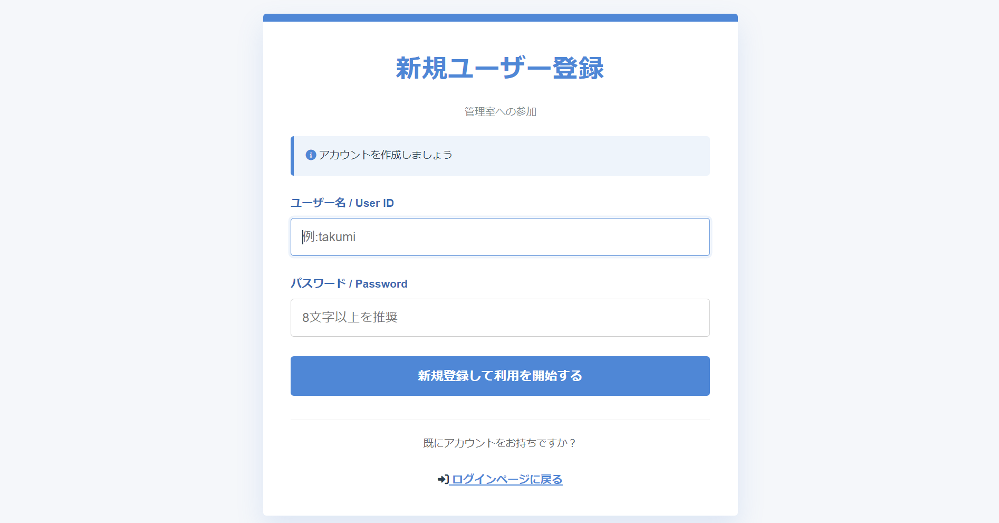 新規ユーザー登録
管理室への参加
アカウントを作成しましょう
ユーザー名 / User ID
例:takumi
パスワード / Password
8文字以上を推奨
新規登録して利用を開始する
既にアカウントをお持ちですか？
ログインページに戻る